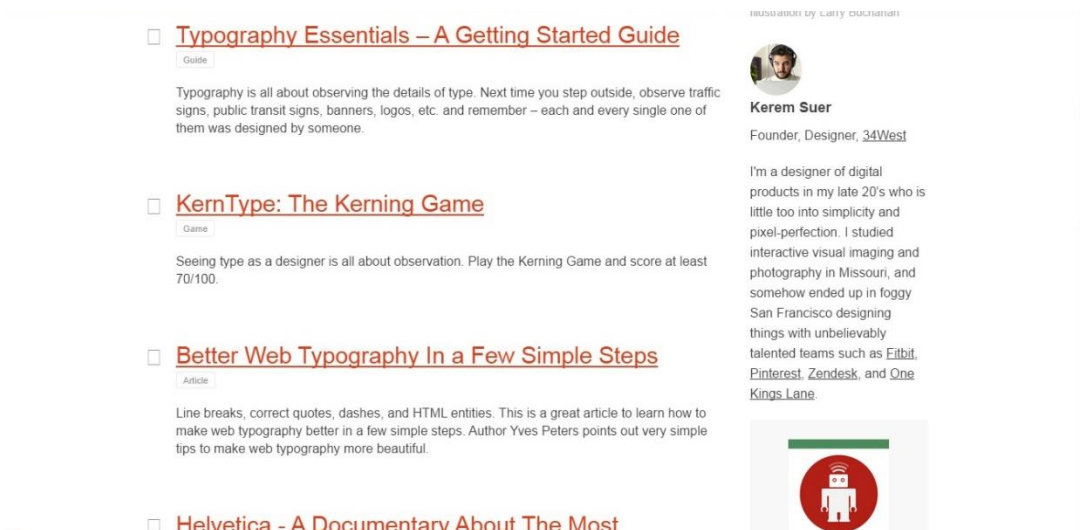 Typography Essentials – A Getting Started Guide
Guide
Typography is all about observing the details of type. Next time you step outside, observe traffic
signs, public transit signs, banners, logos, etc. and remember – each and every single one of
them was designed by someone.
KernType: The Kerning Game
Game
Seeing type as a designer is all about observation. Play the Kerning Game and score at least
70/100.
Better Web Typography In a Few Simple Steps
Article
Line breaks, correct quotes, dashes, and HTML entities. This is a great article to learn how to
make web typography better in a few simple steps. Author Yves Peters points out very simple
tips to make web typography more beautiful.
Helvetica - A Documentary About The Most
Illustration by Larry Buchanan
Kerem Suer
Founder, Designer, 34West
I'm a designer of digital
products in my late 20's who is
little too into simplicity and
pixel-perfection. I studied
interactive visual imaging and
photography in Missouri, and
somehow ended up in foggy
San Francisco designing
things with unbelievably
talented teams such as Fitbit,
Pinterest, Zendesk, and One
Kings Lane.